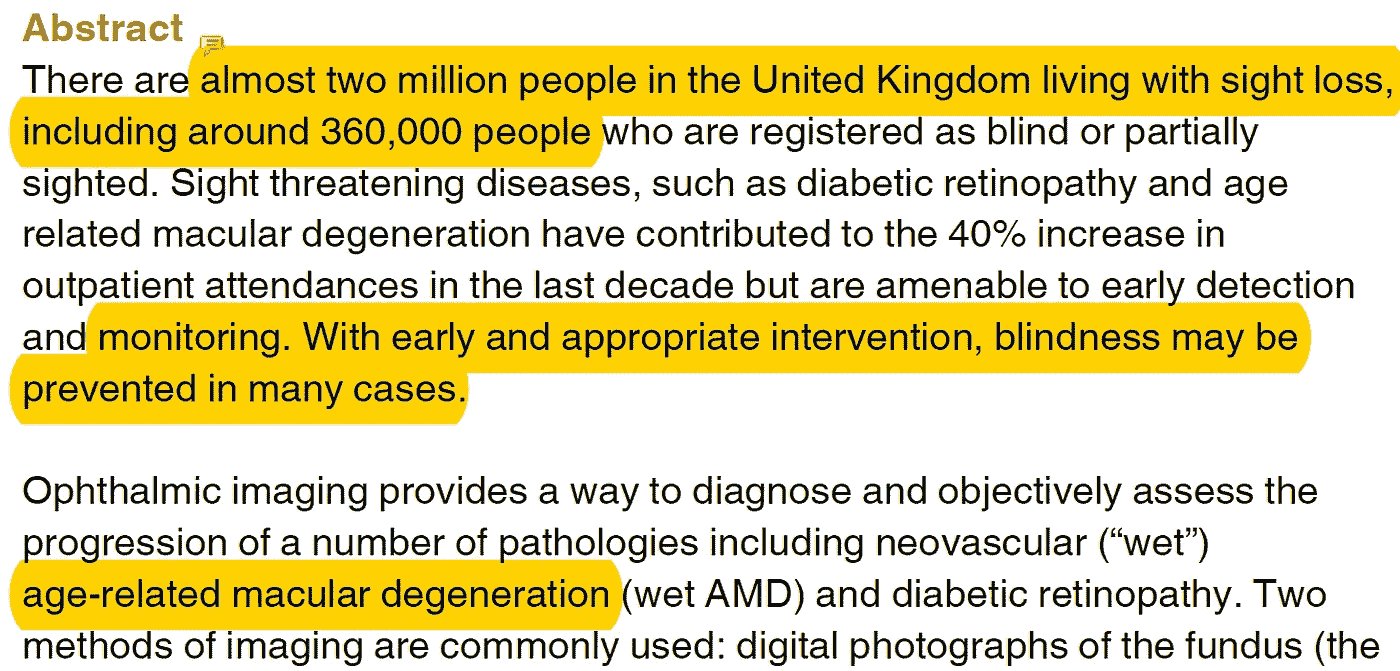 Abstract
There are almost two million people in the United Kingdom living with sight loss,
including around 360,000 people who are registered as blind or partially
sighted. Sight threatening diseases, such as diabetic retinopathy and age
related macular degeneration have contributed to the 40% increase in
outpatient attendances in the last decade but are amenable to early detection
and monitoring. With early and appropriate intervention, blindness may be
prevented in many cases.
Ophthalmic imaging provides a way to diagnose and objectively assess the
progression of a number of pathologies including neovascular (“wet”)
age-related macular degeneration (wet AMD) and diabetic retinopathy. Two
methods of imaging are commonly used: digital photographs of the fundus (the